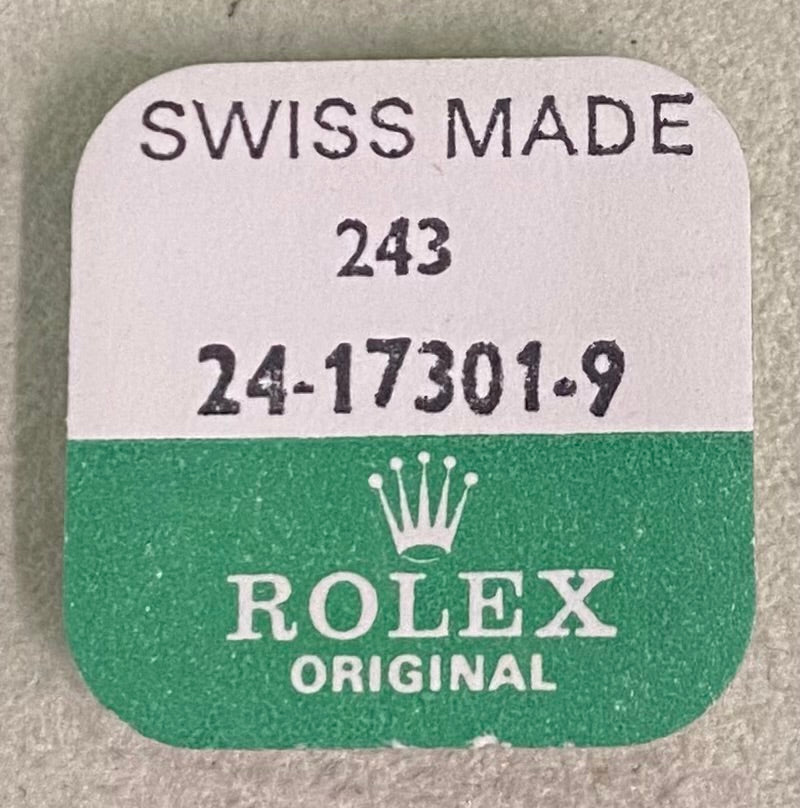 SWISS MADE
243
24-17301-9
ROLEX
ORIGINAL